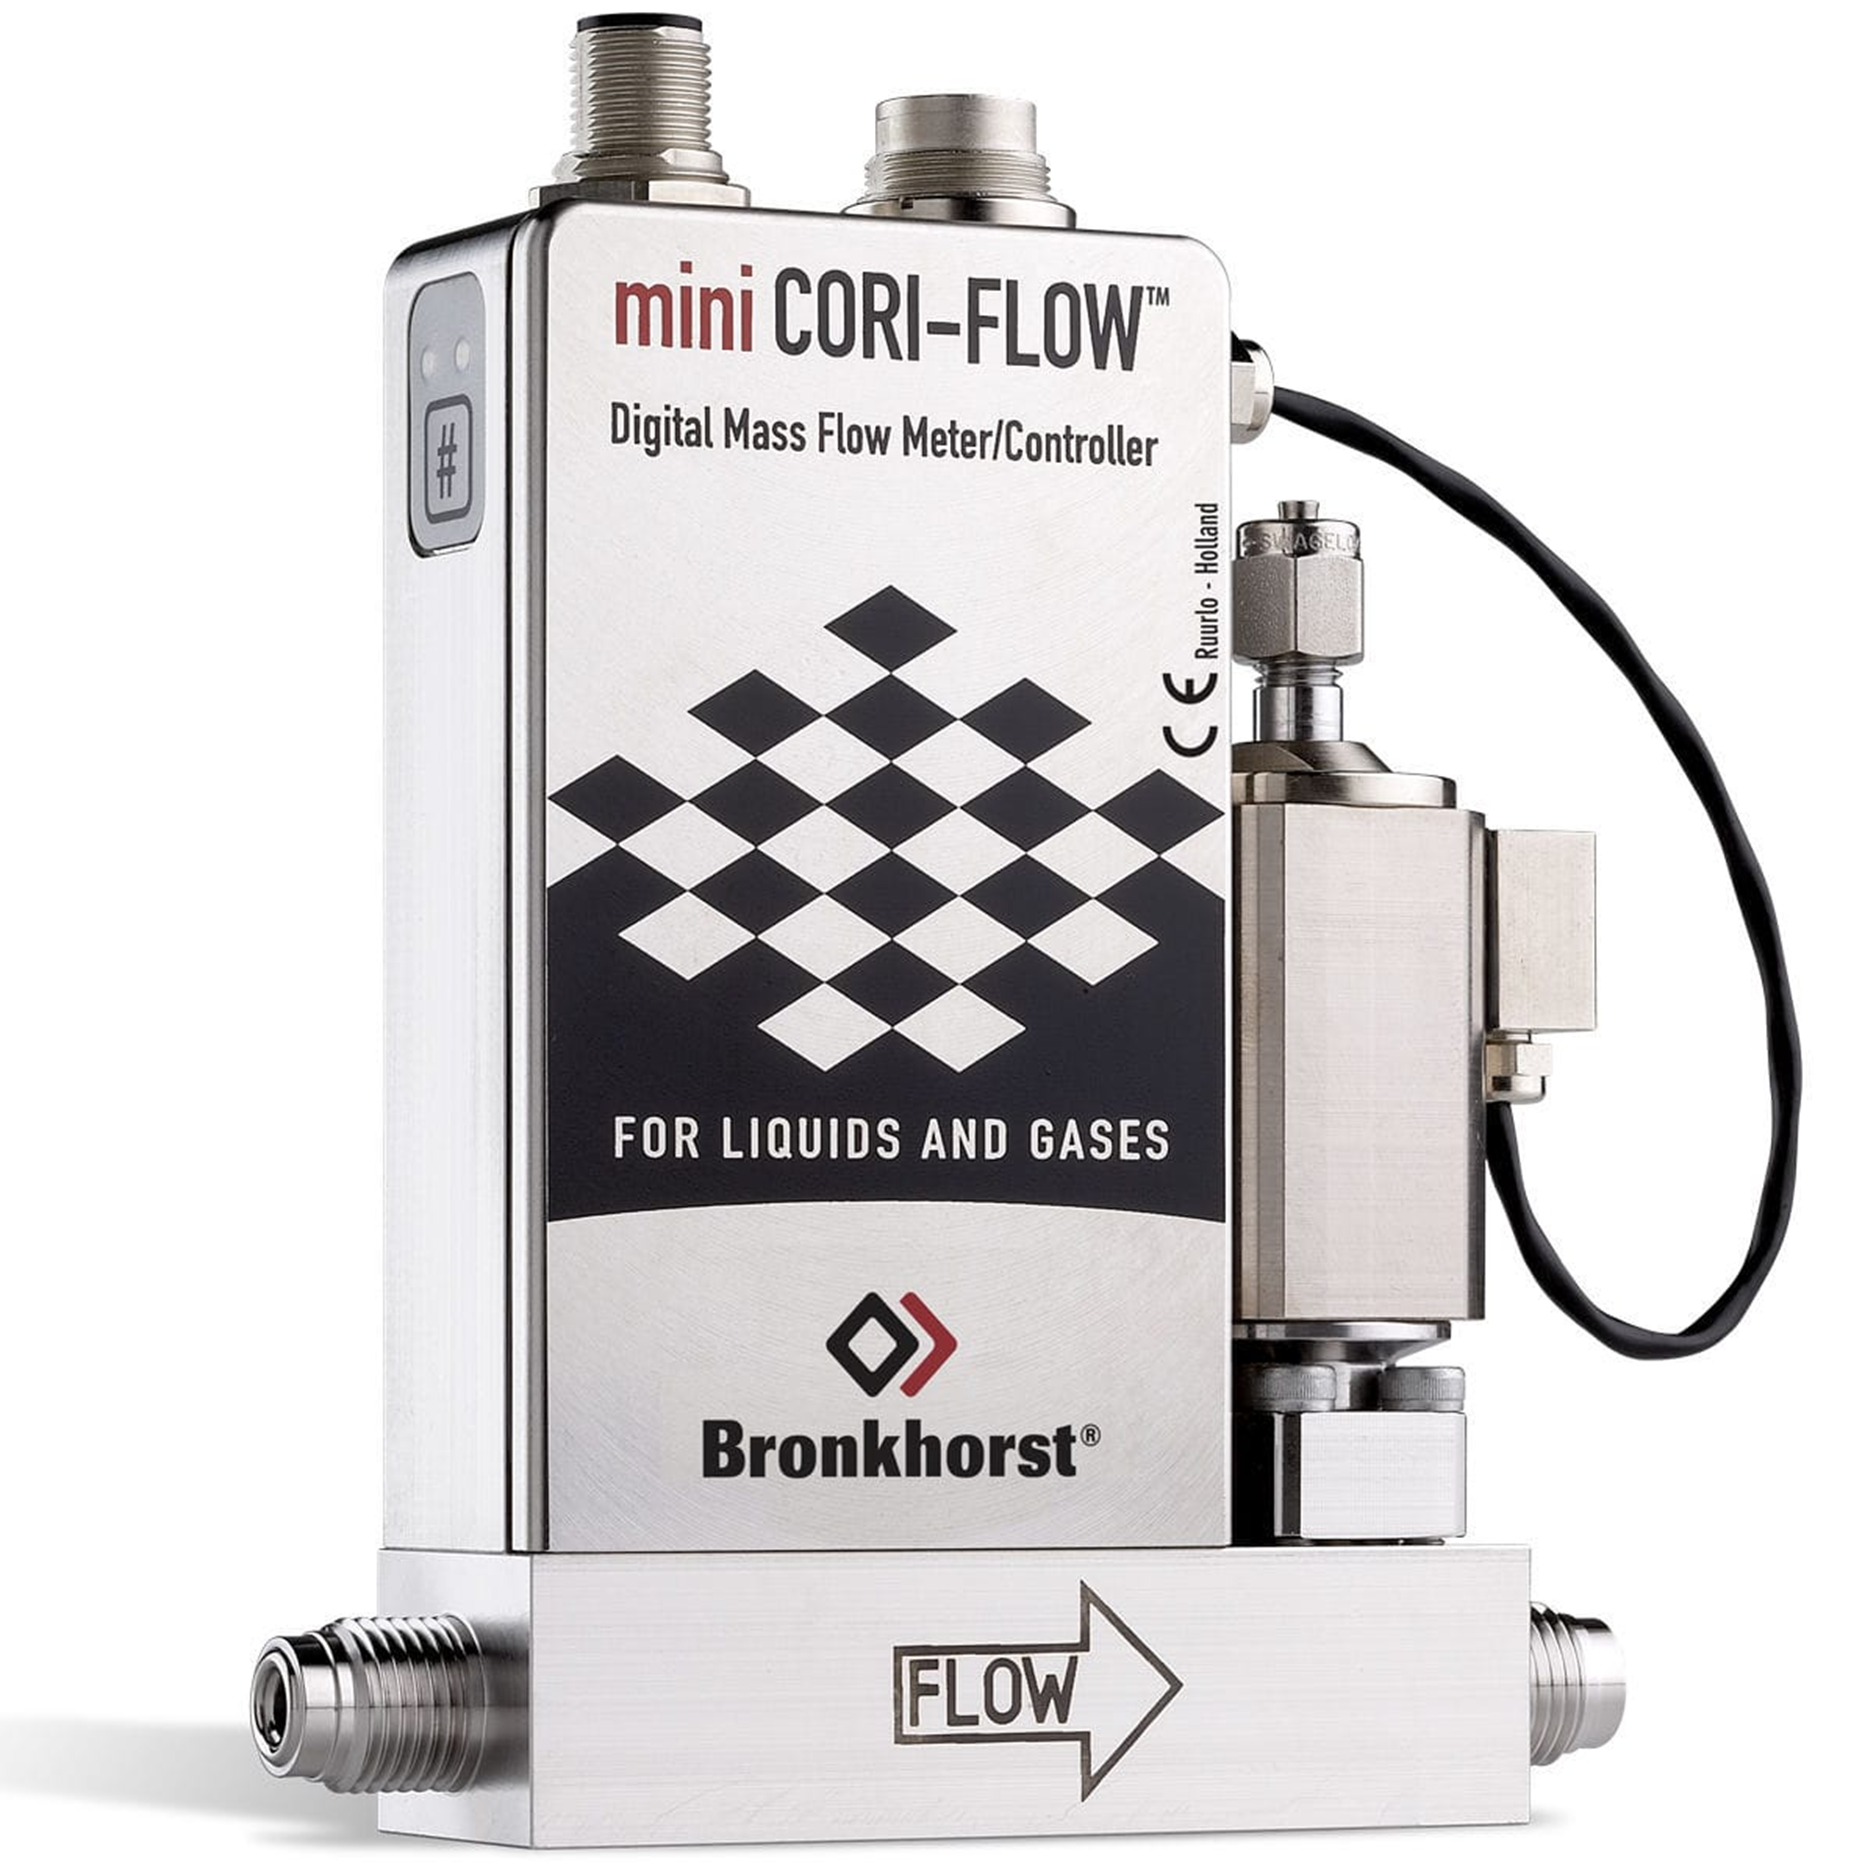 mini CORI-FLOW™
Digital Mass Flow Meter/Controller
#
Ruurlo - Holland
CE
FOR LIQUIDS AND GASES
Bronkhorst®
FLOW